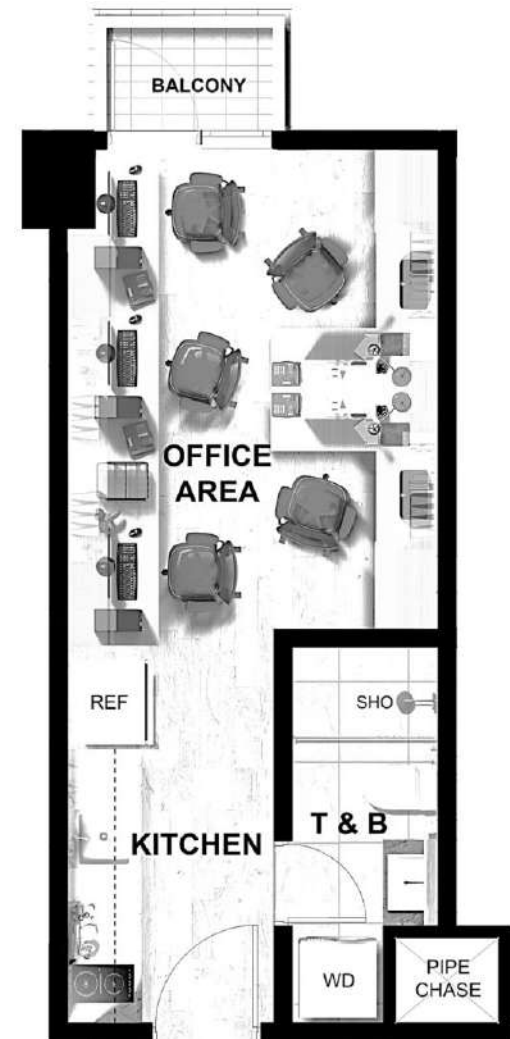 BALCONY
OFFICE
AREA
REF
SHO
T & B
KITCHEN
WD
PIPE
CHASE